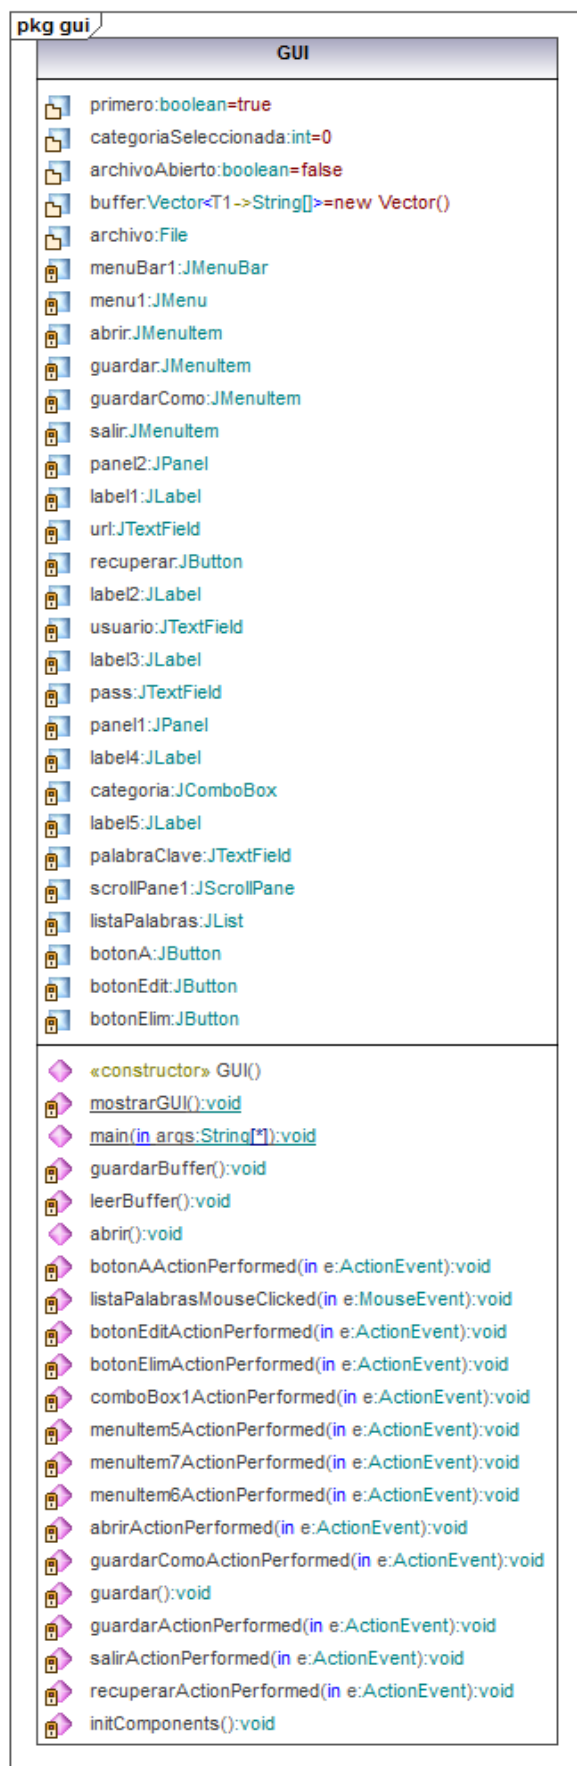 pkg gui
GUI
primero:boolean=true
categoriaSeleccionada:int=0
archivoAbierto:boolean=false
buffer:Vector<T1->String[]>=new Vector()
archivo:File
menuBar1:JMenuBar
menu1:JMenu
abrir:JMenuItem
guardar:JMenuItem
guardarComo:JMenuItem
salir:JMenuItem
panel2:JPanel
label1:JLabel
url:JTextField
recuperar:JButton
label2:JLabel
usuario:JTextField
label3:JLabel
pass:JTextField
panel1:JPanel
label4:JLabel
categoria:JComboBox
label5:JLabel
palabraClave:JTextField
scrollPane1:JScrollPane
listaPalabras:JList
botonA:JButton
botonEdit:JButton
botonElim:JButton
«constructor» GUI()
mostrarGUI():void
main(in args:String[*]):void
guardarBuffer():void
leerBuffer():void
abrir():void
botonAActionPerformed(in e:ActionEvent):void
listaPalabrasMouseClicked(in e:MouseEvent):void
botonEditActionPerformed(in e:ActionEvent):void
botonElimActionPerformed(in e:ActionEvent):void
comboBox1ActionPerformed(in e:ActionEvent):void
menuItem5ActionPerformed(in e:ActionEvent):void
menuItem7ActionPerformed(in e:ActionEvent):void
menuItem6ActionPerformed(in e:ActionEvent):void
abrirActionPerformed(in e:ActionEvent):void
guardarComoActionPerformed(in e:ActionEvent):void
guardar():void
guardarActionPerformed(in e:ActionEvent):void
salirActionPerformed(in e:ActionEvent):void
recuperarActionPerformed(in e:ActionEvent):void
initComponents():void